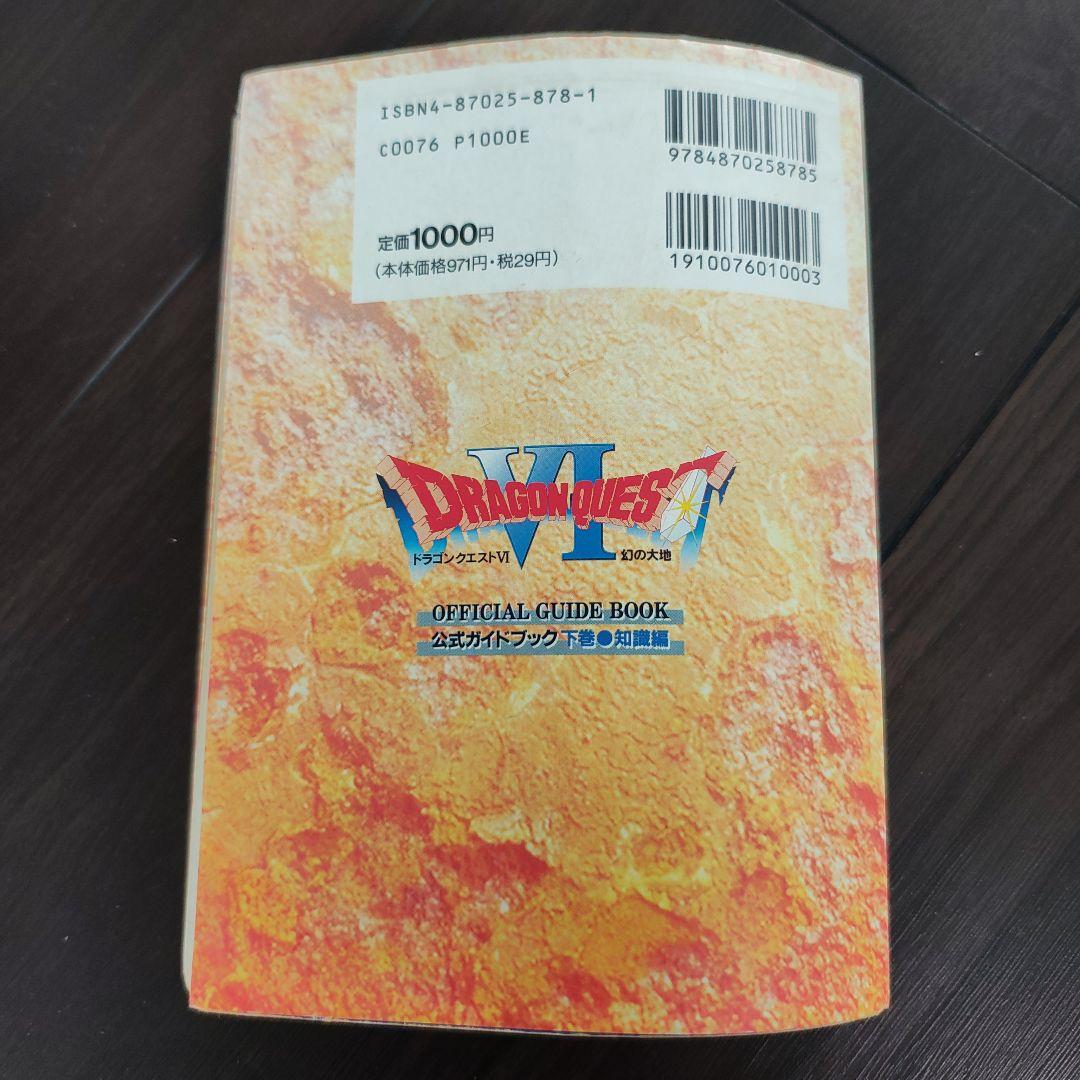 ISBN4-87025-878-1
C0076 P1000E
9784870258785
定価1000円
(本体価格971円・税29円)
1910076010003
DRAGON QUEST VI
ドラゴンクエストVI 幻の大地
OFFICIAL GUIDE BOOK
公式ガイドブック 下巻●知識編